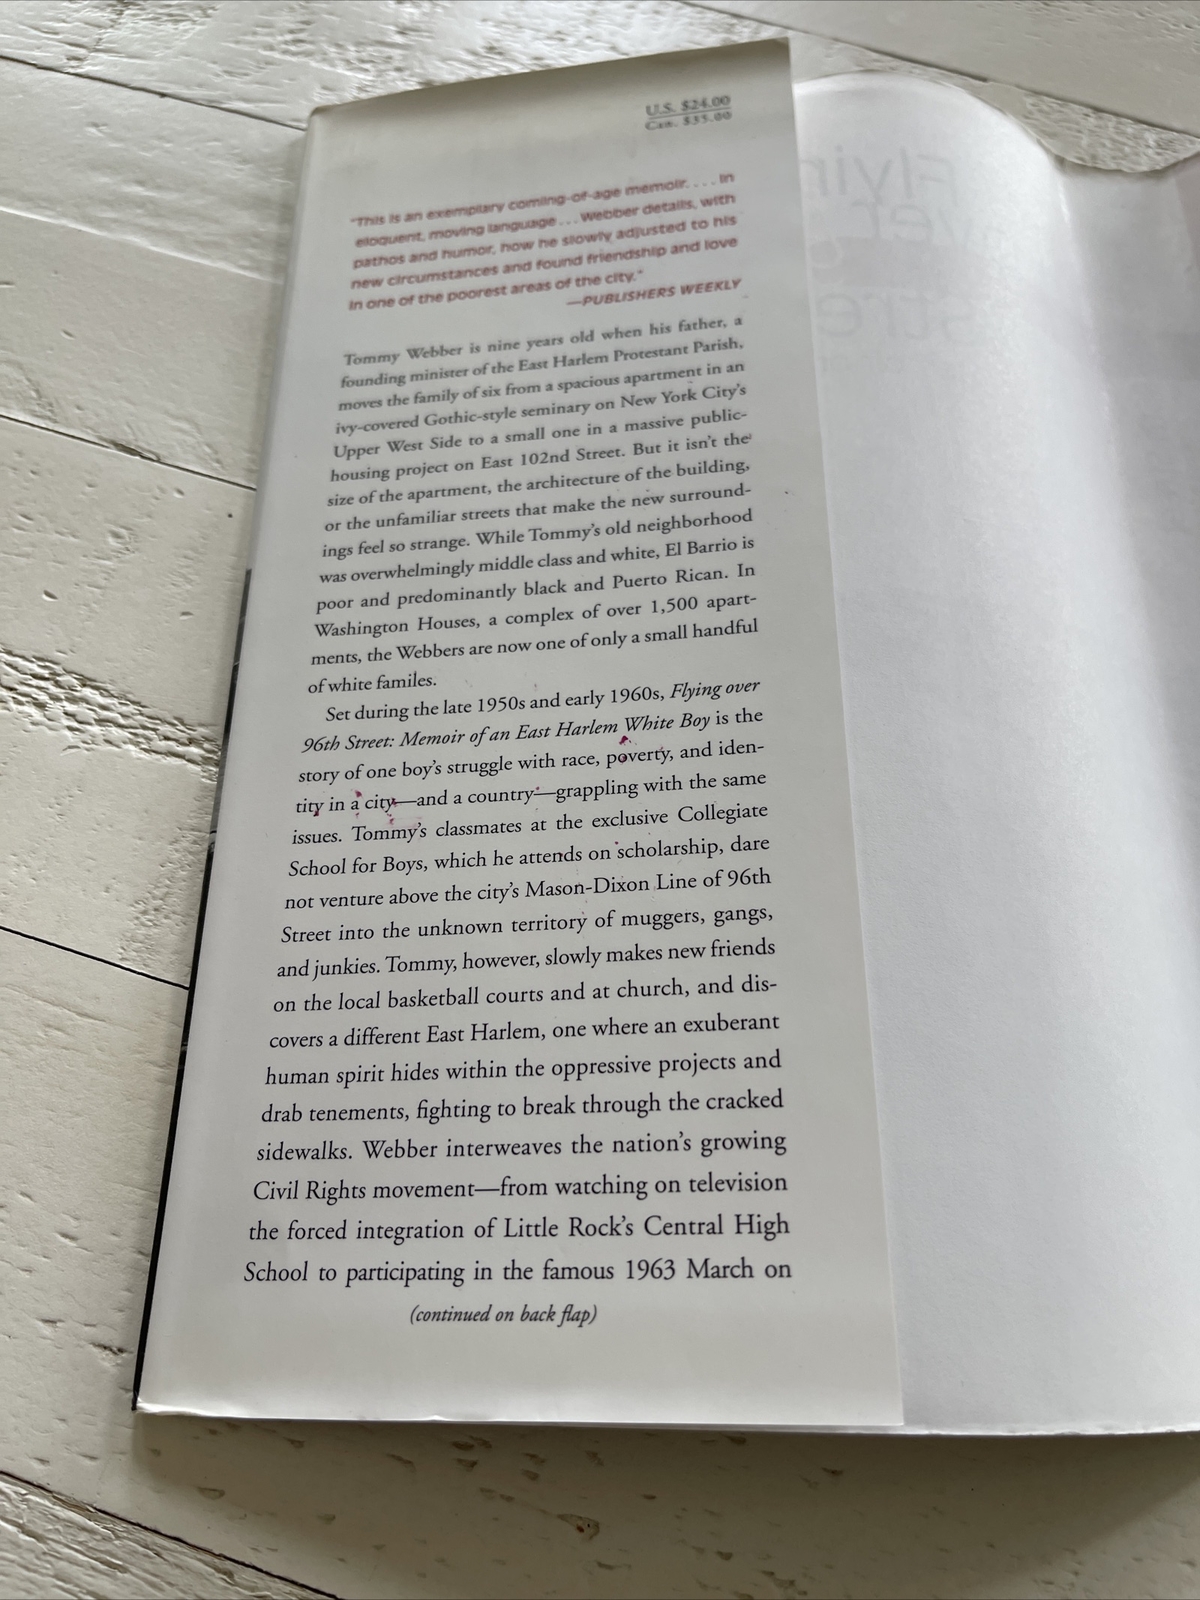 U.S. $24.00
Can. $35.00
"This is an exemplary coming-of-age memoir. . . . In
eloquent, moving language . . . Webber details, with
pathos and humor, how he slowly adjusted to his
new circumstances and found friendship and love
in one of the poorest areas of the city."
—PUBLISHERS WEEKLY
Tommy Webber is nine years old when his father, a
founding minister of the East Harlem Protestant Parish,
moves the family of six from a spacious apartment in an
ivy-covered Gothic-style seminary on New York City's
Upper West Side to a small one in a massive public-
housing project on East 102nd Street. But it isn't the
size of the apartment, the architecture of the building,
or the unfamiliar streets that make the new surround-
ings feel so strange. While Tommy's old neighborhood
was overwhelmingly middle class and white, El Barrio is
poor and predominantly black and Puerto Rican. In
Washington Houses, a complex of over 1,500 apart-
ments, the Webbers are now one of only a small handful
of white familes.
Set during the late 1950s and early 1960s, Flying over
96th Street: Memoir of an East Harlem White Boy is the
story of one boy's struggle with race, poverty, and iden-
tity in a city—and a country—grappling with the same
issues. Tommy's classmates at the exclusive Collegiate
School for Boys, which he attends on scholarship, dare
not venture above the city's Mason-Dixon Line of 96th
Street into the unknown territory of muggers, gangs,
and junkies. Tommy, however, slowly makes new friends
on the local basketball courts and at church, and dis-
covers a different East Harlem, one where an exuberant
human spirit hides within the oppressive projects and
drab tenements, fighting to break through the cracked
sidewalks. Webber interweaves the nation's growing
Civil Rights movement—from watching on television
the forced integration of Little Rock's Central High
School to participating in the famous 1963 March on
(continued on back flap)